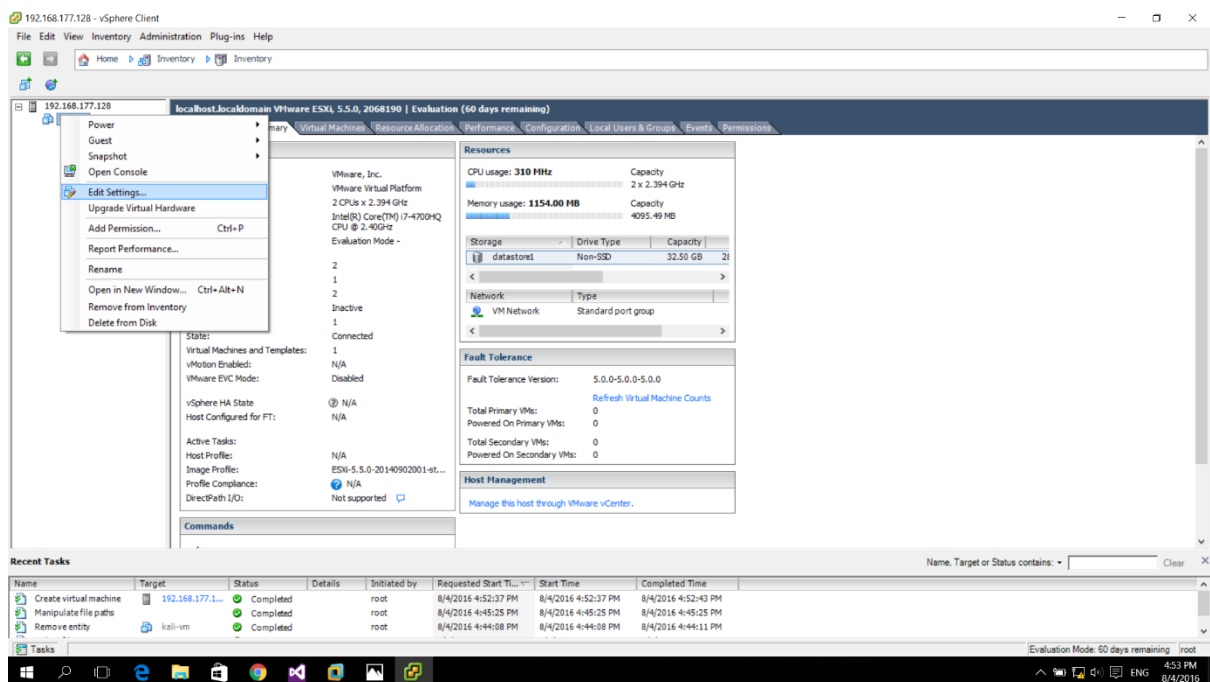 192.168.177.128 - vSphere Client
File Edit View Inventory Administration Plug-ins Help
Home Inventory Inventory
192.168.177.128
localhost.localdomain VMware ESXi, 5.5.0, 2068190 | Evaluation (60 days remaining)
Virtual Machines Resource Allocation Performance Configuration Local Users & Groups Events Permissions
Power
Guest
Snapshot
Open Console
Edit Settings...
Upgrade Virtual Hardware
Add Permission... Ctrl+P
Report Performance...
Rename
Open in New Window... Ctrl+Alt+N
Remove from Inventory
Delete from Disk
VMware, Inc.
VMware Virtual Platform
2 CPUs x 2.394 GHz
Intel(R) Core(TM) i7-4700HQ
CPU @ 2.40GHz
Evaluation Mode -
2
1
2
Inactive
1
State: Connected
Virtual Machines and Templates: 1
vMotion Enabled: N/A
VMware EVC Mode: Disabled
vSphere HA State N/A
Host Configured for FT: N/A
Active Tasks:
Host Profile: N/A
Image Profile: ESXi-5.5.0-20140902001-st...
Profile Compliance: N/A
DirectPath I/O: Not supported
Commands
Resources
CPU usage: 310 MHz Capacity
2 x 2.394 GHz
Memory usage: 1154.00 MB Capacity
4095.49 MB
Storage Drive Type Capacity
datastore1 Non-SSD 32.50 GB
Network Type
VM Network Standard port group
Fault Tolerance
Fault Tolerance Version: 5.0.0-5.0.0-5.0.0
Refresh Virtual Machine Counts
Total Primary VMs: 0
Powered On Primary VMs: 0
Total Secondary VMs: 0
Powered On Secondary VMs: 0
Host Management
Manage this host through VMware vCenter.
Recent Tasks
Name, Target or Status contains: Clear
Name Target Status Details Initiated by Requested Start Ti... Start Time Completed Time
Create virtual machine 192.168.177.1... Completed root 8/4/2016 4:52:37 PM 8/4/2016 4:52:37 PM 8/4/2016 4:52:43 PM
Manipulate file paths Completed root 8/4/2016 4:45:25 PM 8/4/2016 4:45:25 PM 8/4/2016 4:45:25 PM
Remove entity kali-vm Completed root 8/4/2016 4:44:08 PM 8/4/2016 4:44:08 PM 8/4/2016 4:44:11 PM
Tasks
Evaluation Mode: 60 days remaining root
ENG
4:53 PM
8/4/2016